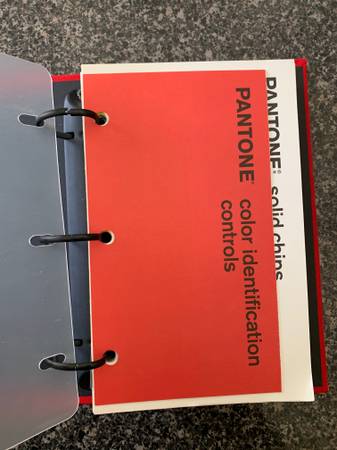 PANTONE® color identification
controls
PANTONE® solid chips